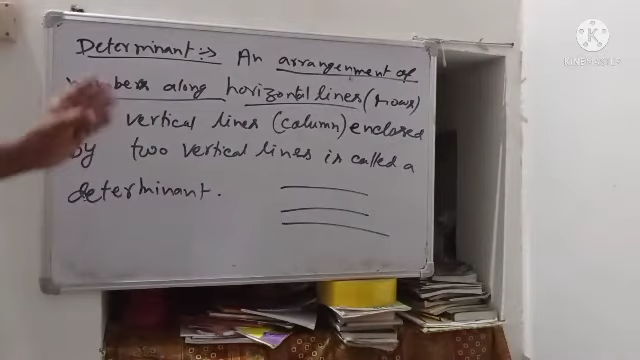 Determinant :-> An arrangement of
numbers along horizontal lines (rows)
vertical lines (column) enclosed
by two vertical lines is called a
determinant.
KINEMASTER